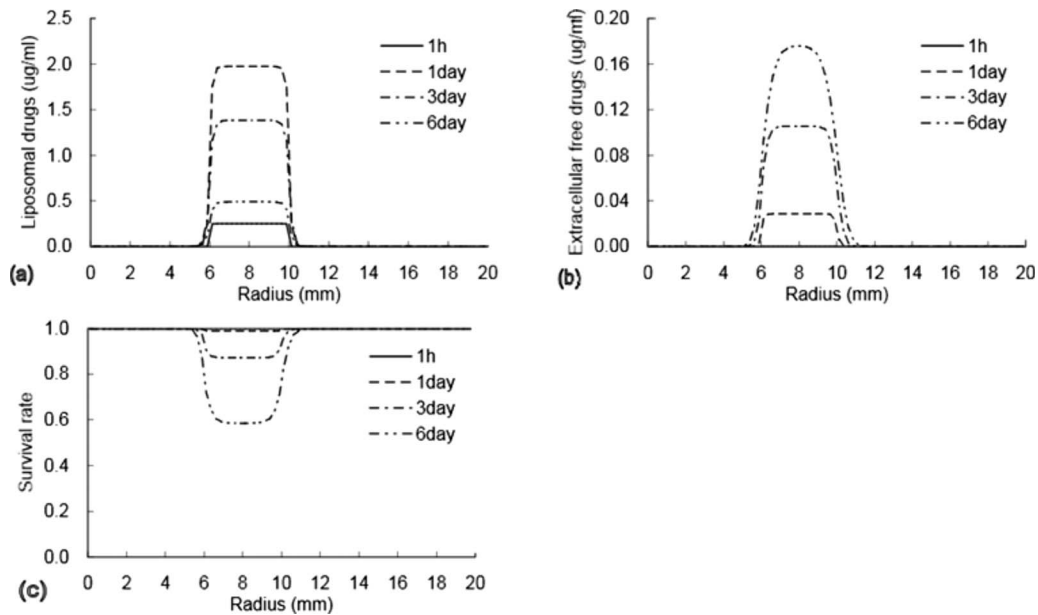 Liposomal drugs (ug/ml)
2.5
2.0
1.5
1.0
0.5
0.0
0 2 4 6 8 10 12 14 16 18 20
Radius (mm)
1h
1day
3day
6day
(a)
Extracellular free drugs (ug/ml)
0.20
0.16
0.12
0.08
0.04
0.00
0 2 4 6 8 10 12 14 16 18 20
Radius (mm)
1h
1day
3day
6day
(b)
Survival rate
1.0
0.8
0.6
0.4
0.2
0.0
0 2 4 6 8 10 12 14 16 18 20
Radius (mm)
1h
1day
3day
6day
(c)